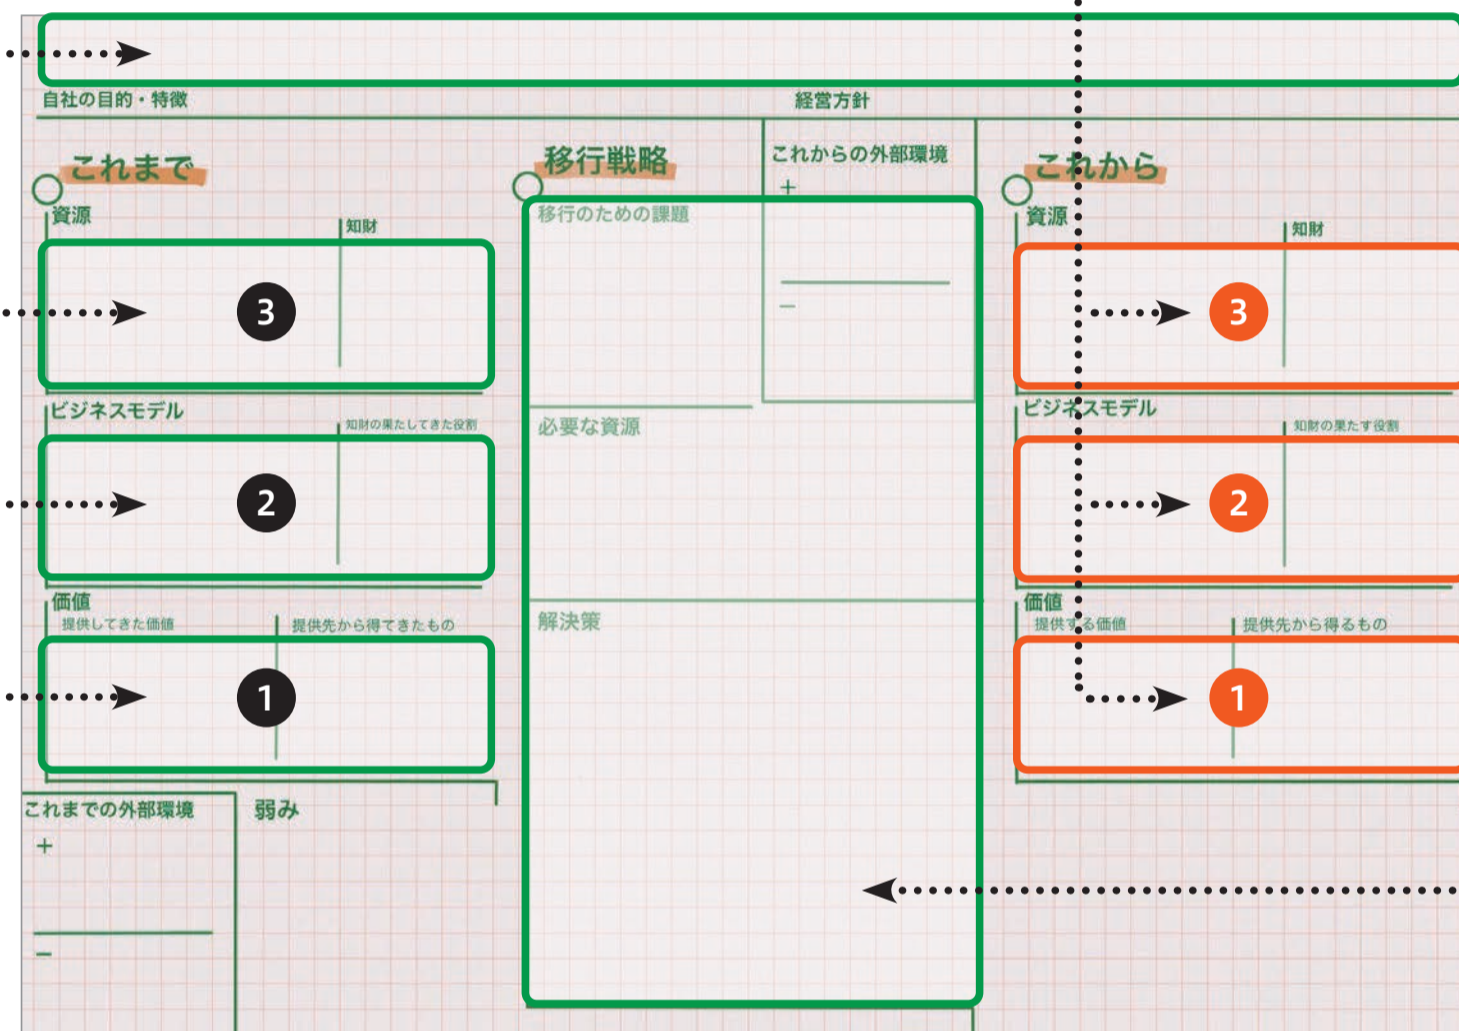 自社の目的・特徴
経営方針
これまで
資源
知財
3
ビジネスモデル
知財の果たしてきた役割
2
価値
提供してきた価値
提供先から得てきたもの
1
これまでの外部環境
+
−
弱み
移行戦略
移行のための課題
これからの外部環境
+
−
必要な資源
解決策
これから
資源
知財
3
ビジネスモデル
知財の果たす役割
2
価値
提供する価値
提供先から得るもの
1